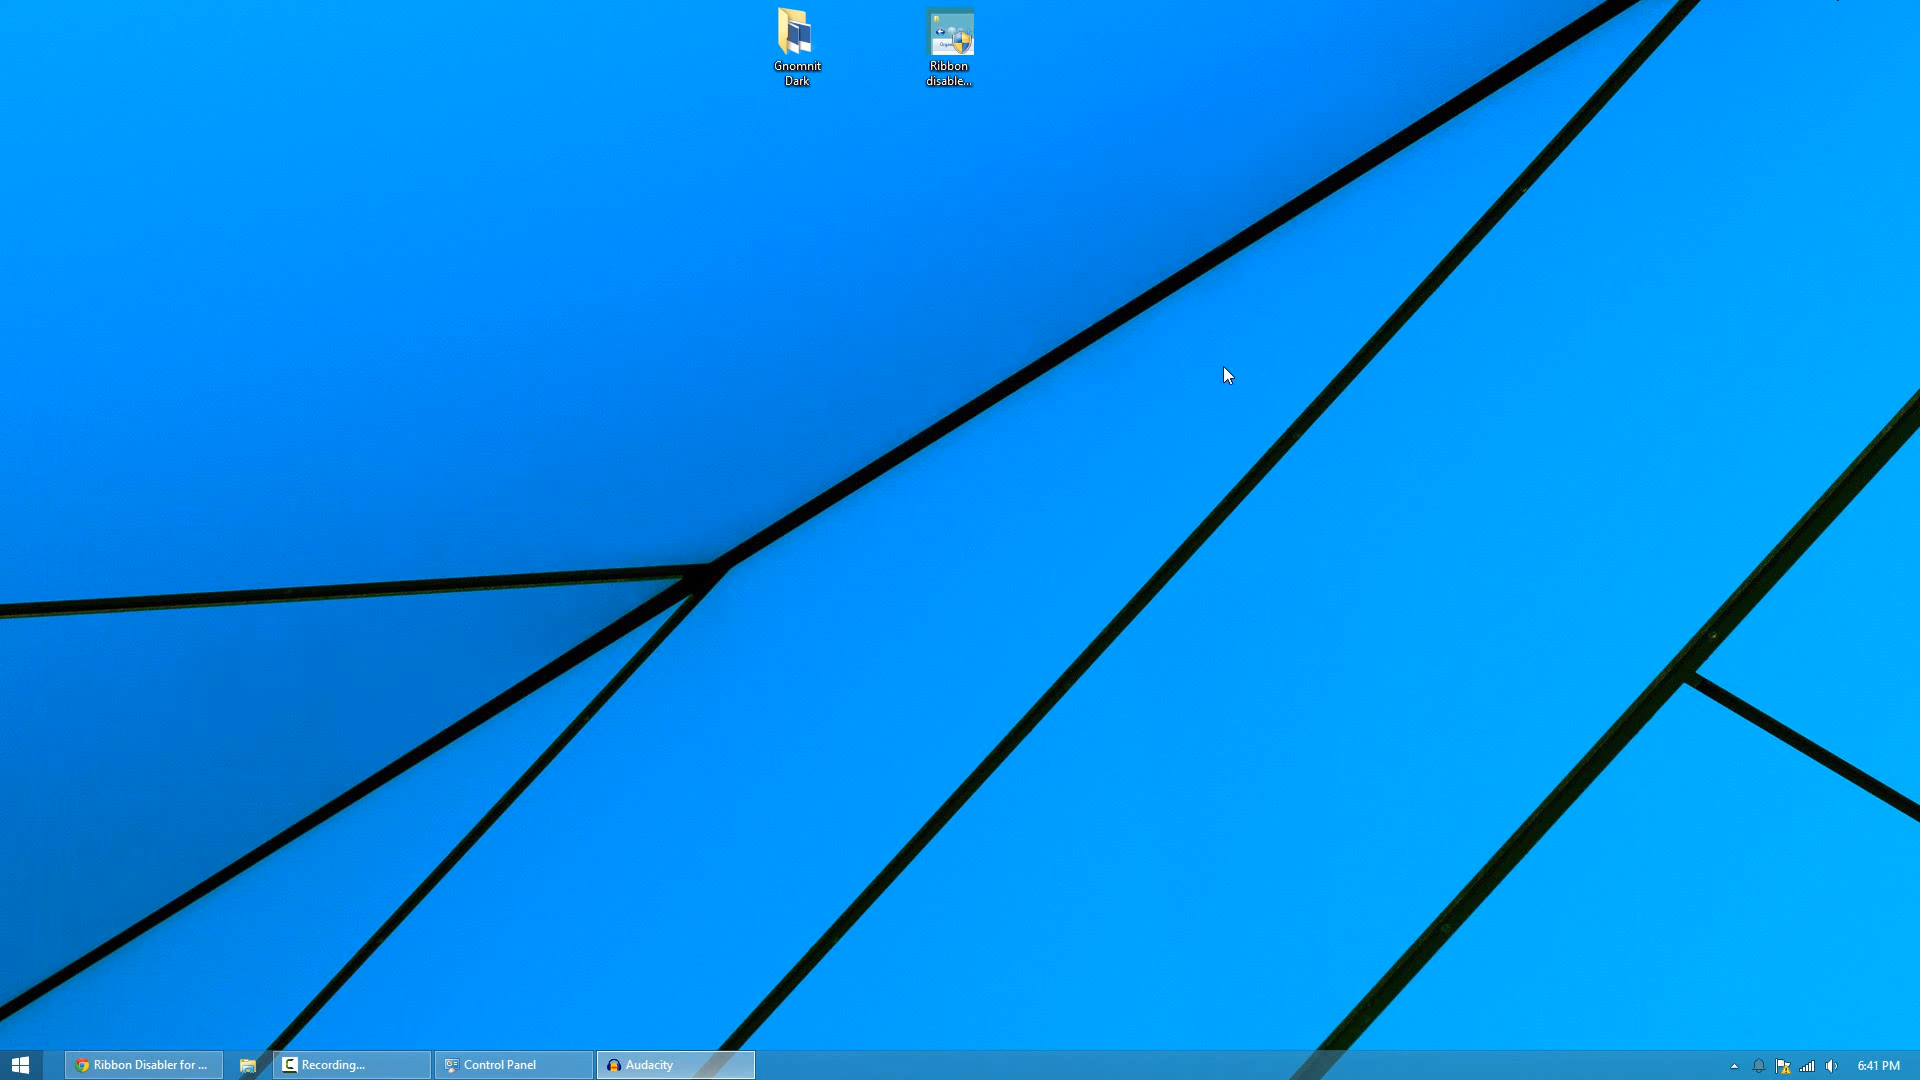 Gnomnit
Dark
Ribbon
disable...
Ribbon Disabler for ...
Recording...
Control Panel
Audacity
6:41 PM